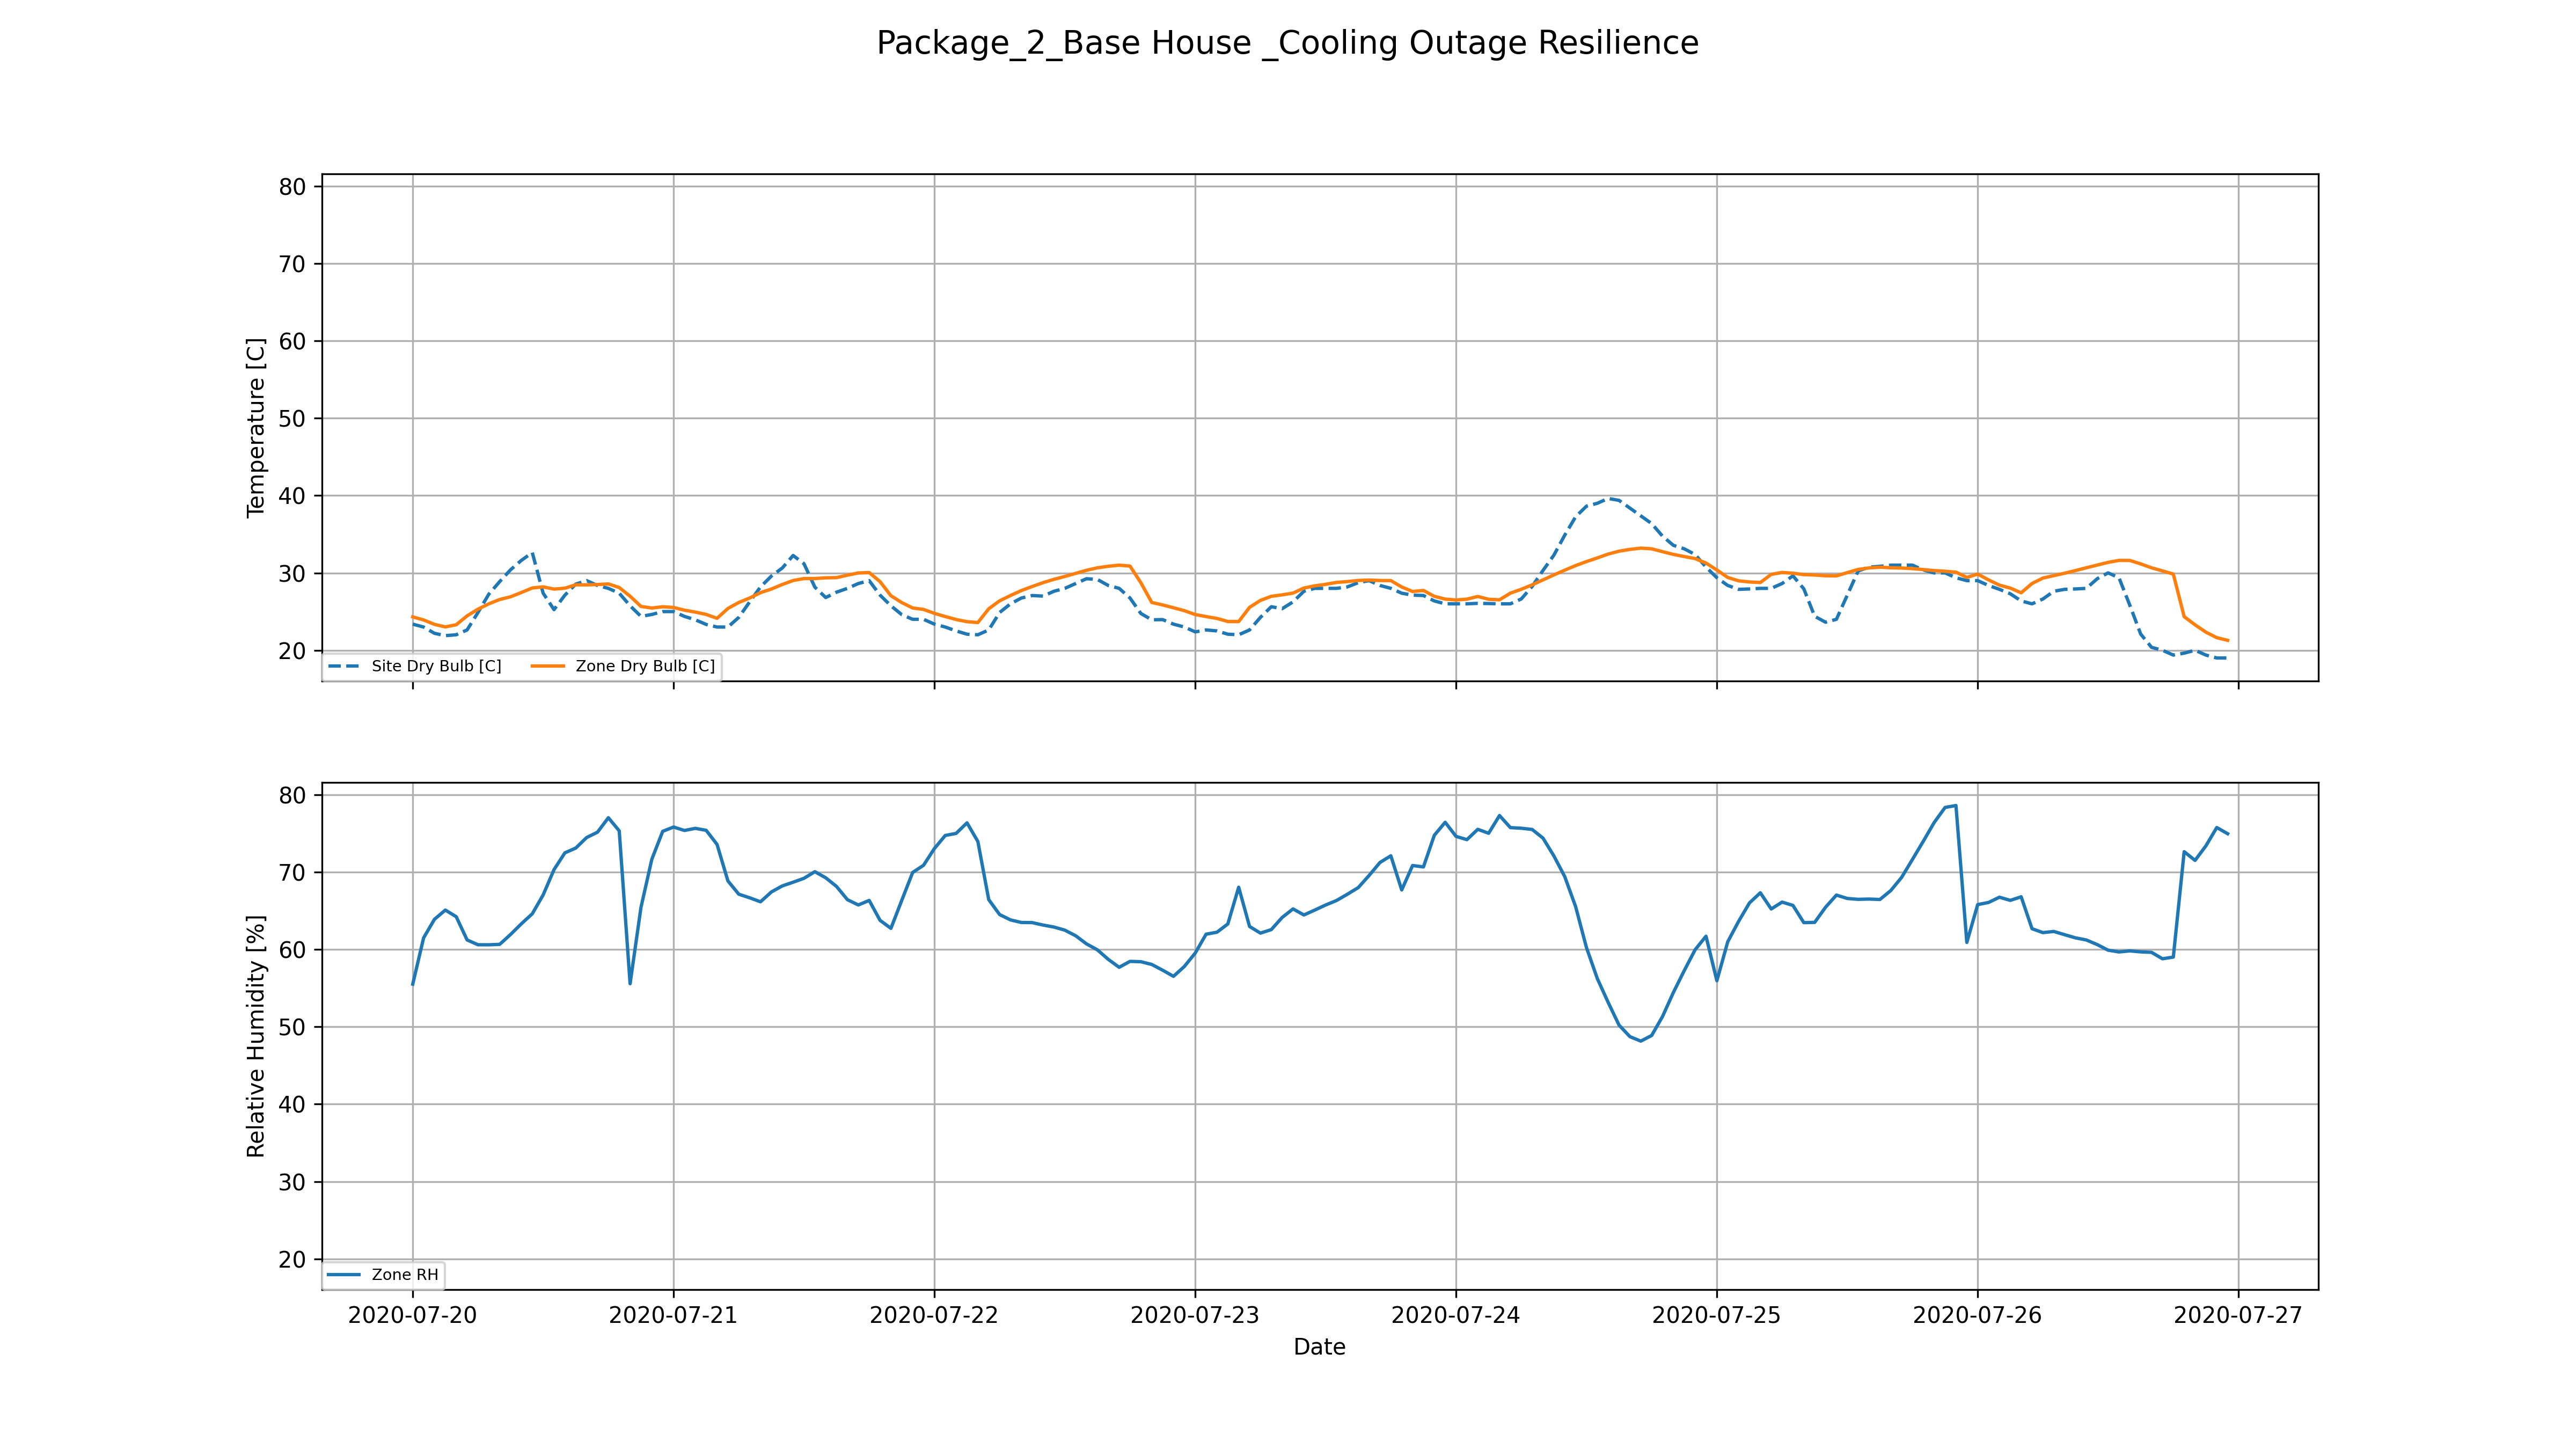 Package_2_Base House _Cooling Outage Resilience
80
70
60
50
40
30
20
Temperature [C]
Site Dry Bulb [C] Zone Dry Bulb [C]
80
70
60
50
40
30
20
Relative Humidity [%]
Zone RH
2020-07-20 2020-07-21 2020-07-22 2020-07-23 2020-07-24 2020-07-25 2020-07-26 2020-07-27
Date